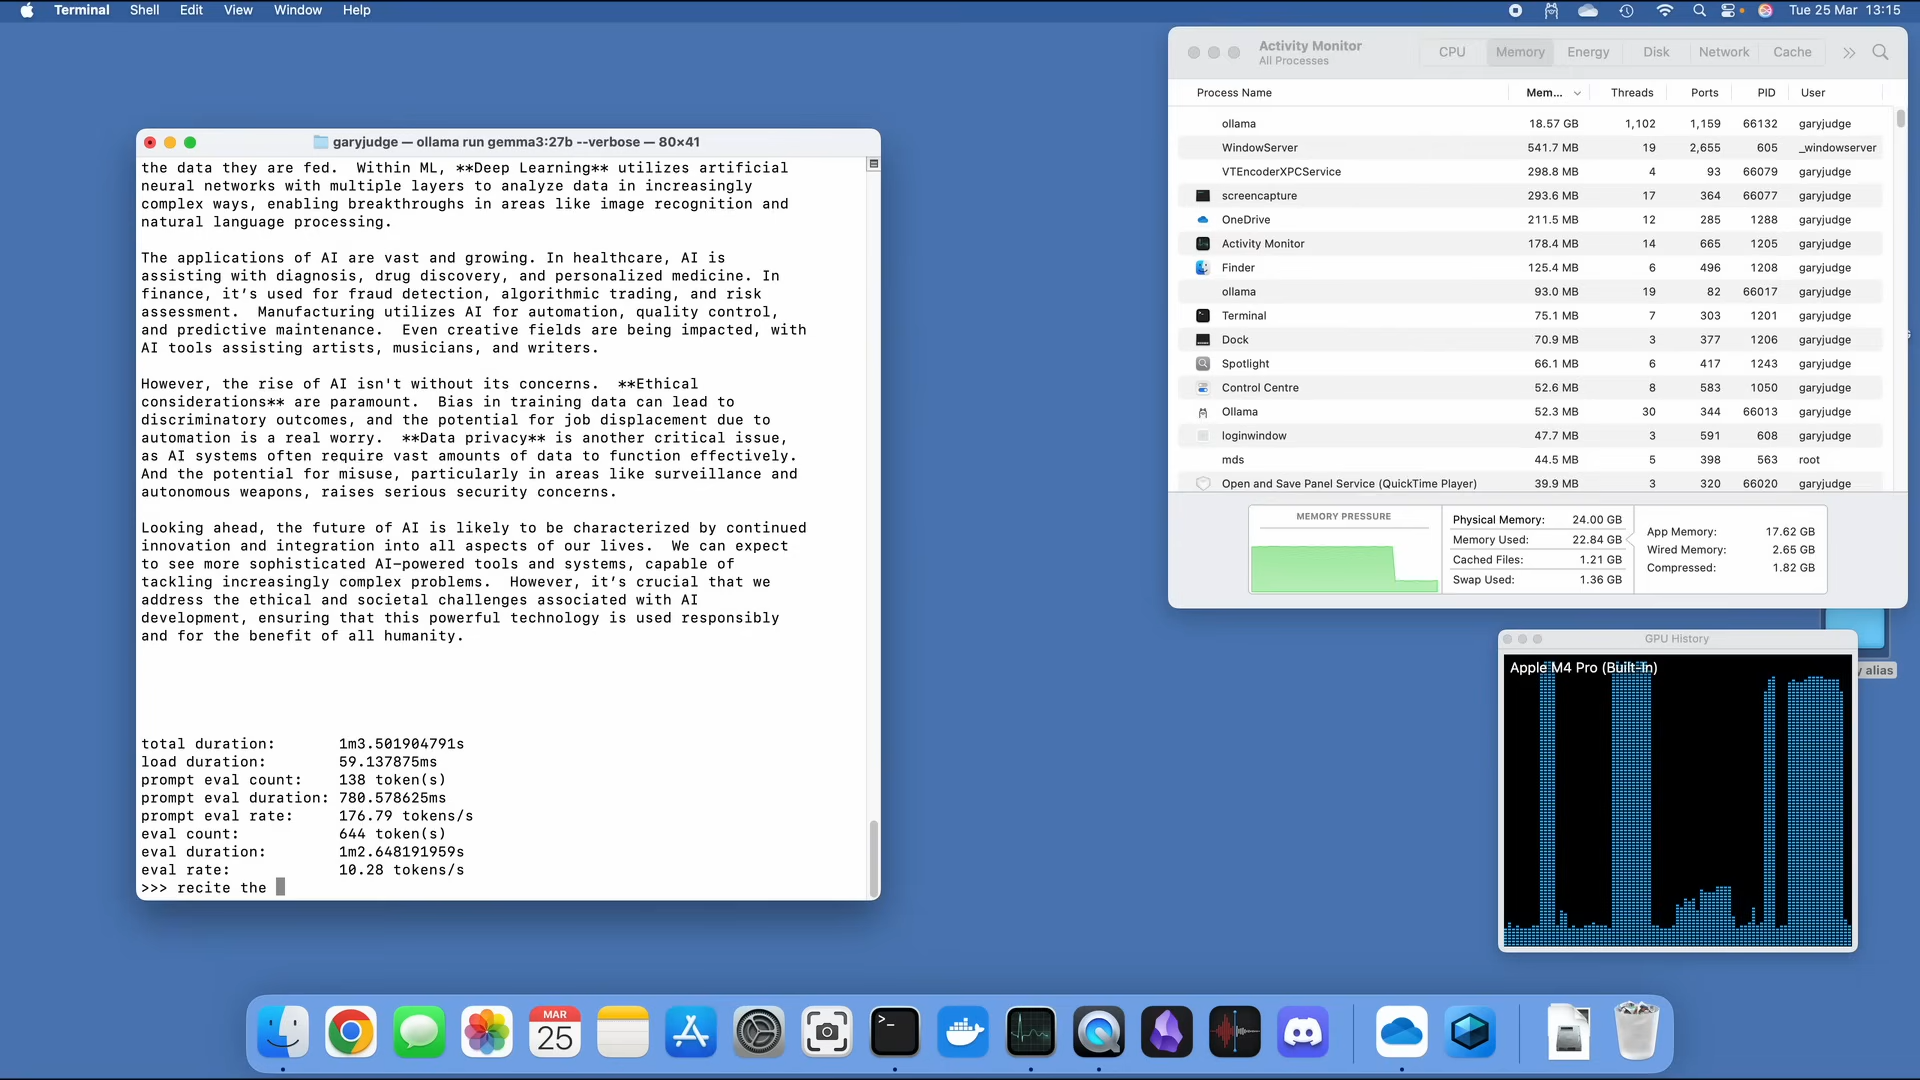 Terminal Shell Edit View Window Help
Tue 25 Mar 13:15
garyjudge — ollama run gemma3:27b --verbose — 80×41
the data they are fed.  Within ML, **Deep Learning** utilizes artificial
neural networks with multiple layers to analyze data in increasingly
complex ways, enabling breakthroughs in areas like image recognition and
natural language processing.
The applications of AI are vast and growing. In healthcare, AI is
assisting with diagnosis, drug discovery, and personalized medicine. In
finance, it’s used for fraud detection, algorithmic trading, and risk
assessment.  Manufacturing utilizes AI for automation, quality control,
and predictive maintenance.  Even creative fields are being impacted, with
AI tools assisting artists, musicians, and writers.
However, the rise of AI isn't without its concerns.  **Ethical
considerations** are paramount.  Bias in training data can lead to
discriminatory outcomes, and the potential for job displacement due to
automation is a real worry.  **Data privacy** is another critical issue,
as AI systems often require vast amounts of data to function effectively.
And the potential for misuse, particularly in areas like surveillance and
autonomous weapons, raises serious security concerns.
Looking ahead, the future of AI is likely to be characterized by continued
innovation and integration into all aspects of our lives.  We can expect
to see more sophisticated AI-powered tools and systems, capable of
tackling increasingly complex problems.  However, it’s crucial that we
address the ethical and societal challenges associated with AI
development, ensuring that this powerful technology is used responsibly
and for the benefit of all humanity.
total duration: 1m3.501904791s
load duration: 59.137875ms
prompt eval count: 138 token(s)
prompt eval duration: 780.578625ms
prompt eval rate: 176.79 tokens/s
eval count: 644 token(s)
eval duration: 1m2.648191959s
eval rate: 10.28 tokens/s
>>> recite the
Activity Monitor
All Processes
CPU Memory Energy Disk Network Cache
Process Name Mem... Threads Ports PID User
ollama 18.57 GB 1,102 1,159 66132 garyjudge
WindowServer 541.7 MB 19 2,655 605 _windowserver
VTEncoderXPCService 298.8 MB 4 93 66079 garyjudge
screencapture 293.6 MB 17 364 66077 garyjudge
OneDrive 211.5 MB 12 285 1288 garyjudge
Activity Monitor 178.4 MB 14 665 1205 garyjudge
Finder 125.4 MB 6 496 1208 garyjudge
ollama 93.0 MB 19 82 66017 garyjudge
Terminal 75.1 MB 7 303 1201 garyjudge
Dock 70.9 MB 3 377 1206 garyjudge
Spotlight 66.1 MB 6 417 1243 garyjudge
Control Centre 52.6 MB 8 583 1050 garyjudge
Ollama 52.3 MB 30 344 66013 garyjudge
loginwindow 47.7 MB 3 591 608 garyjudge
mds 44.5 MB 5 398 563 root
Open and Save Panel Service (QuickTime Player) 39.9 MB 3 320 66020 garyjudge
MEMORY PRESSURE
Physical Memory: 24.00 GB
Memory Used: 22.84 GB
Cached Files: 1.21 GB
Swap Used: 1.36 GB
App Memory: 17.62 GB
Wired Memory: 2.65 GB
Compressed: 1.82 GB
GPU History
Apple M4 Pro (Built-In)
y alias
MAR
25